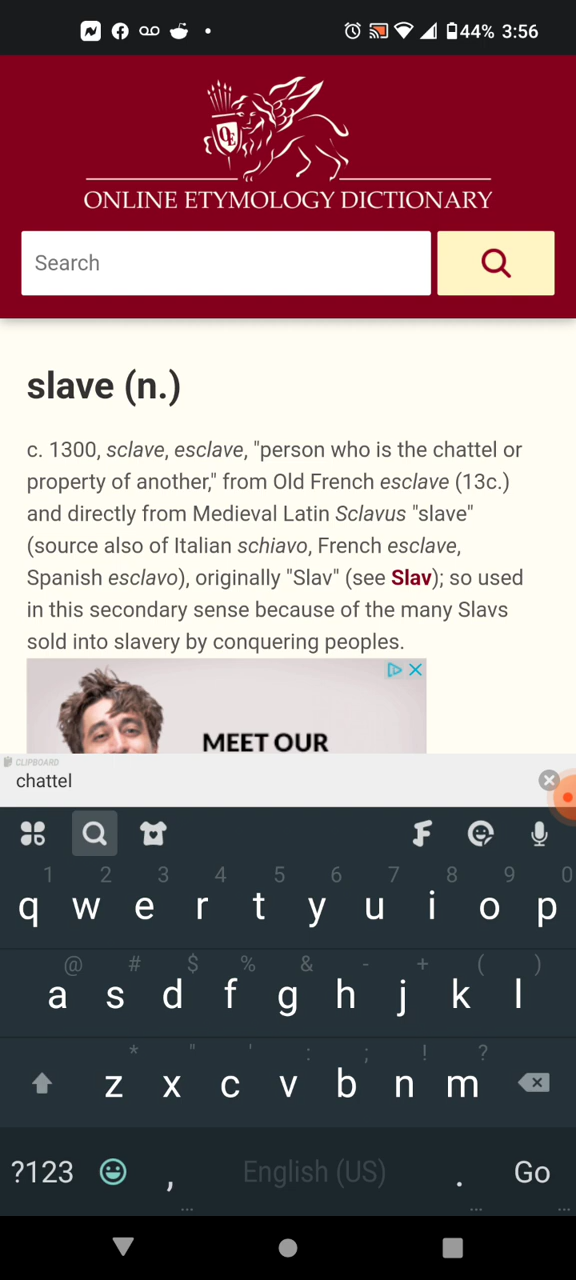 44% 3:56
OE
ONLINE ETYMOLOGY DICTIONARY
Search
slave (n.)
c. 1300, sclave, esclave, "person who is the chattel or
property of another," from Old French esclave (13c.)
and directly from Medieval Latin Sclavus "slave"
(source also of Italian schiavo, French esclave,
Spanish esclavo), originally "Slav" (see Slav); so used
in this secondary sense because of the many Slavs
sold into slavery by conquering peoples.
MEET OUR
CLIPBOARD
chattel
1 2 3 4 5 6 7 8 9 0
q w e r t y u i o p
@ # $ % & - + ( )
a s d f g h j k l
* " ' : ; ! ?
z x c v b n m
?123 , English (US) . Go